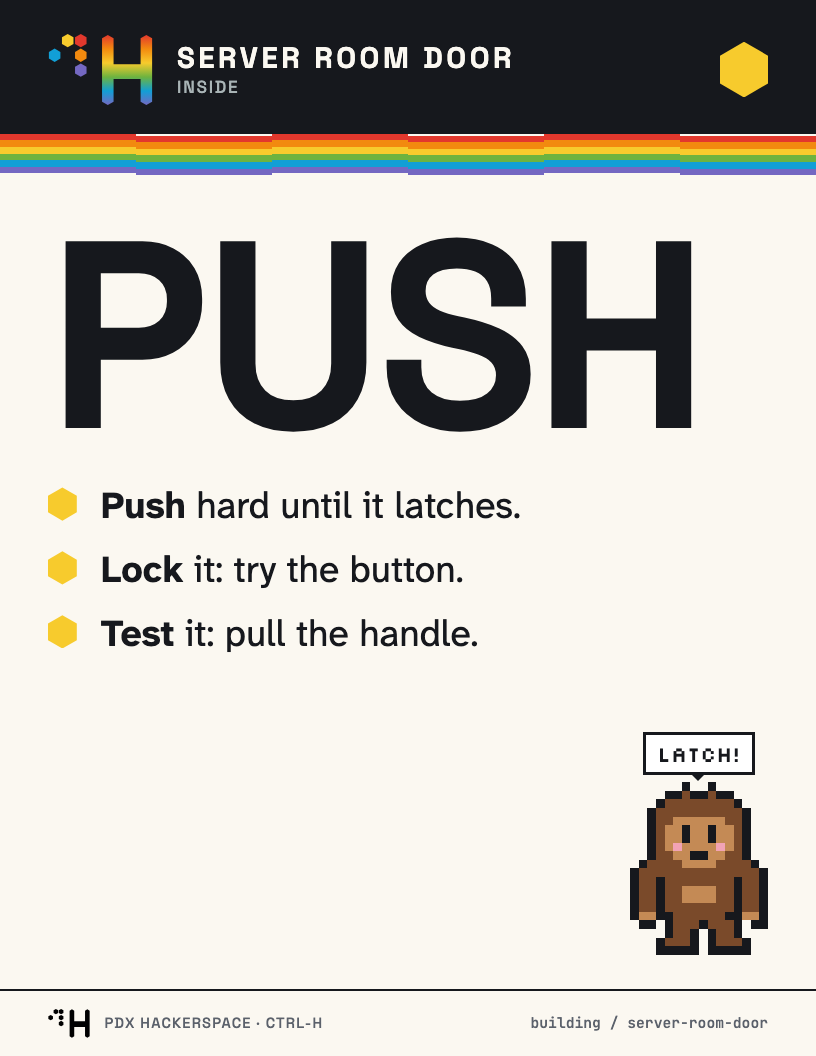 SERVER ROOM DOOR
INSIDE
PUSH
Push hard until it latches.
Lock it: try the button.
Test it: pull the handle.
LATCH!
PDX HACKERSPACE · CTRL-H
building / server-room-door